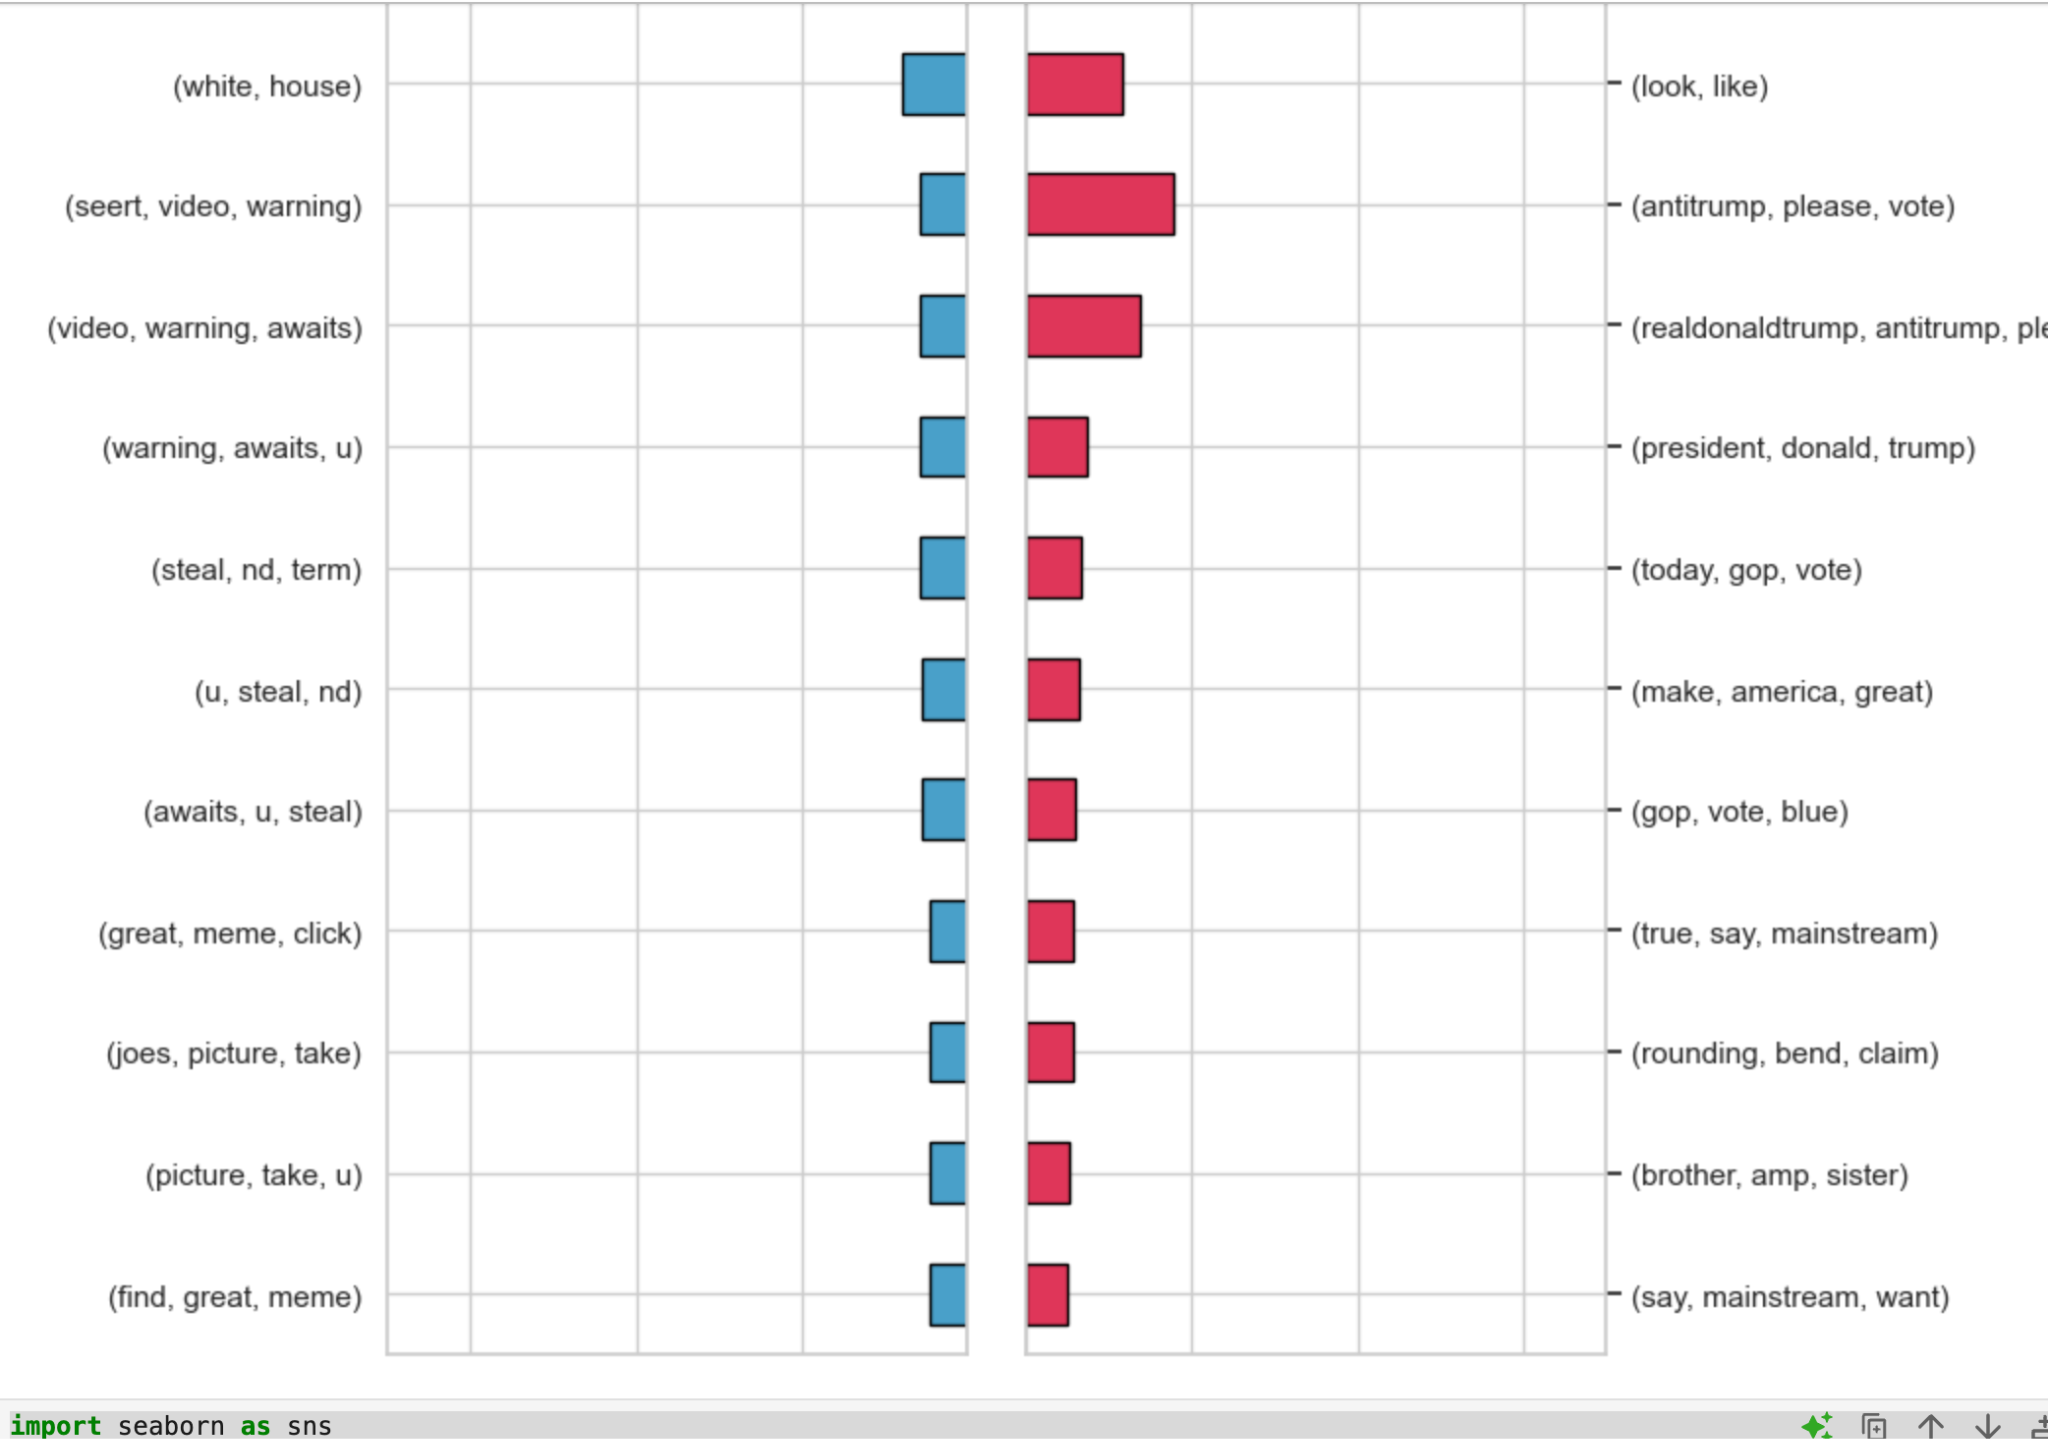 (white, house) (look, like)
(seert, video, warning) (antitrump, please, vote)
(video, warning, awaits) (realdonaldtrump, antitrump, ple
(warning, awaits, u) (president, donald, trump)
(steal, nd, term) (today, gop, vote)
(u, steal, nd) (make, america, great)
(awaits, u, steal) (gop, vote, blue)
(great, meme, click) (true, say, mainstream)
(joes, picture, take) (rounding, bend, claim)
(picture, take, u) (brother, amp, sister)
(find, great, meme) (say, mainstream, want)
import seaborn as sns